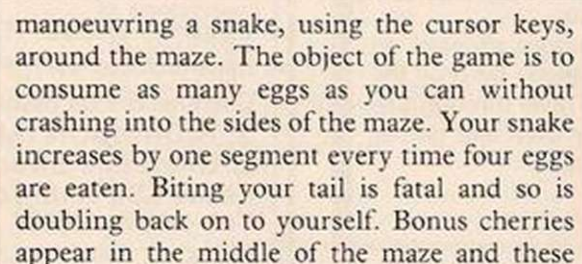 manoeuvring a snake, using the cursor keys,
around the maze. The object of the game is to
consume as many eggs as you can without
crashing into the sides of the maze. Your snake
increases by one segment every time four eggs
are eaten. Biting your tail is fatal and so is
doubling back on to yourself. Bonus cherries
appear in the middle of the maze and these